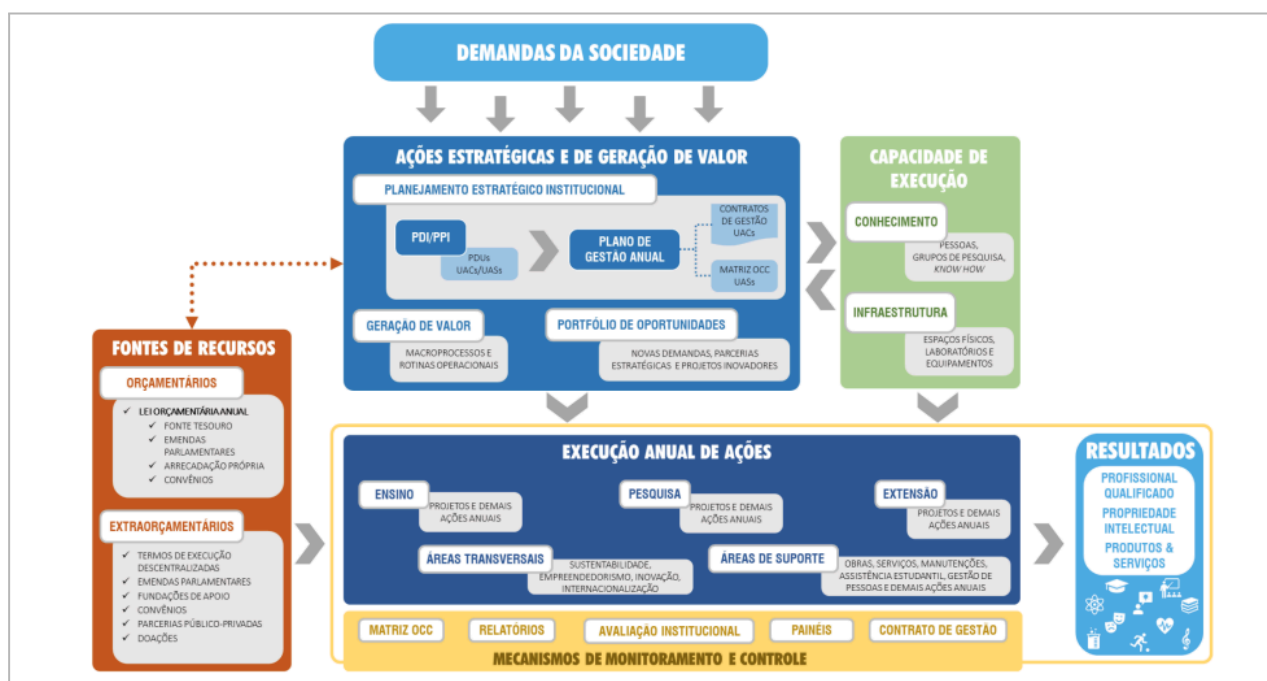 DEMANDAS DA SOCIEDADE
AÇÕES ESTRATÉGICAS E DE GERAÇÃO DE VALOR
PLANEJAMENTO ESTRATÉGICO INSTITUCIONAL
PDI/PPI
PDUs
UACs/UASs
PLANO DE
GESTÃO ANUAL
CONTRATOS
DE GESTÃO
UACs
MATRIZ OCC
UASs
GERAÇÃO DE VALOR
MACROPROCESSOS E
ROTINAS OPERACIONAIS
PORTFÓLIO DE OPORTUNIDADES
NOVAS DEMANDAS, PARCERIAS
ESTRATÉGICAS E PROJETOS INOVADORES
CAPACIDADE DE
EXECUÇÃO
CONHECIMENTO
PESSOAS,
GRUPOS DE PESQUISA,
KNOW HOW
INFRAESTRUTURA
ESPAÇOS FÍSICOS,
LABORATÓRIOS E
EQUIPAMENTOS
FONTES DE RECURSOS
ORÇAMENTÁRIOS
✓ LEI ORÇAMENTÁRIA ANUAL
✓ FONTE TESOURO
✓ EMENDAS
PARLAMENTARES
✓ ARRECADAÇÃO PRÓPRIA
✓ CONVÊNIOS
EXTRAORÇAMENTÁRIOS
✓ TERMOS DE EXECUÇÃO
DESCENTRALIZADAS
✓ EMENDAS PARLAMENTARES
✓ FUNDAÇÕES DE APOIO
✓ CONVÊNIOS
✓ PARCERIAS PÚBLICO-PRIVADAS
✓ DOAÇÕES
EXECUÇÃO ANUAL DE AÇÕES
ENSINO
PROJETOS E DEMAIS
AÇÕES ANUAIS
PESQUISA
PROJETOS E DEMAIS
AÇÕES ANUAIS
EXTENSÃO
PROJETOS E DEMAIS
AÇÕES ANUAIS
ÁREAS TRANSVERSAIS
SUSTENTABILIDADE,
EMPREENDEDORISMO, INOVAÇÃO,
INTERNACIONALIZAÇÃO
ÁREAS DE SUPORTE
OBRAS, SERVIÇOS, MANUTENÇÕES,
ASSISTÊNCIA ESTUDANTIL, GESTÃO DE
PESSOAS E DEMAIS AÇÕES ANUAIS
MATRIZ OCC
RELATÓRIOS
AVALIAÇÃO INSTITUCIONAL
PAINÉIS
CONTRATO DE GESTÃO
MECANISMOS DE MONITORAMENTO E CONTROLE
RESULTADOS
PROFISSIONAL
QUALIFICADO
PROPRIEDADE
INTELECTUAL
PRODUTOS &
SERVIÇOS